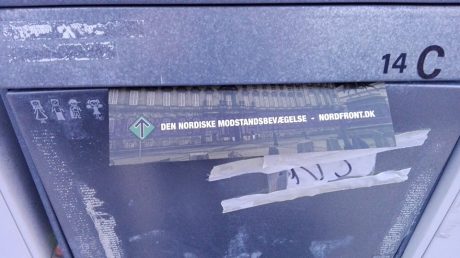 14 C
DEN NORDISKE MODSTANDSBEVÆGELSE - NORDFRONT.DK